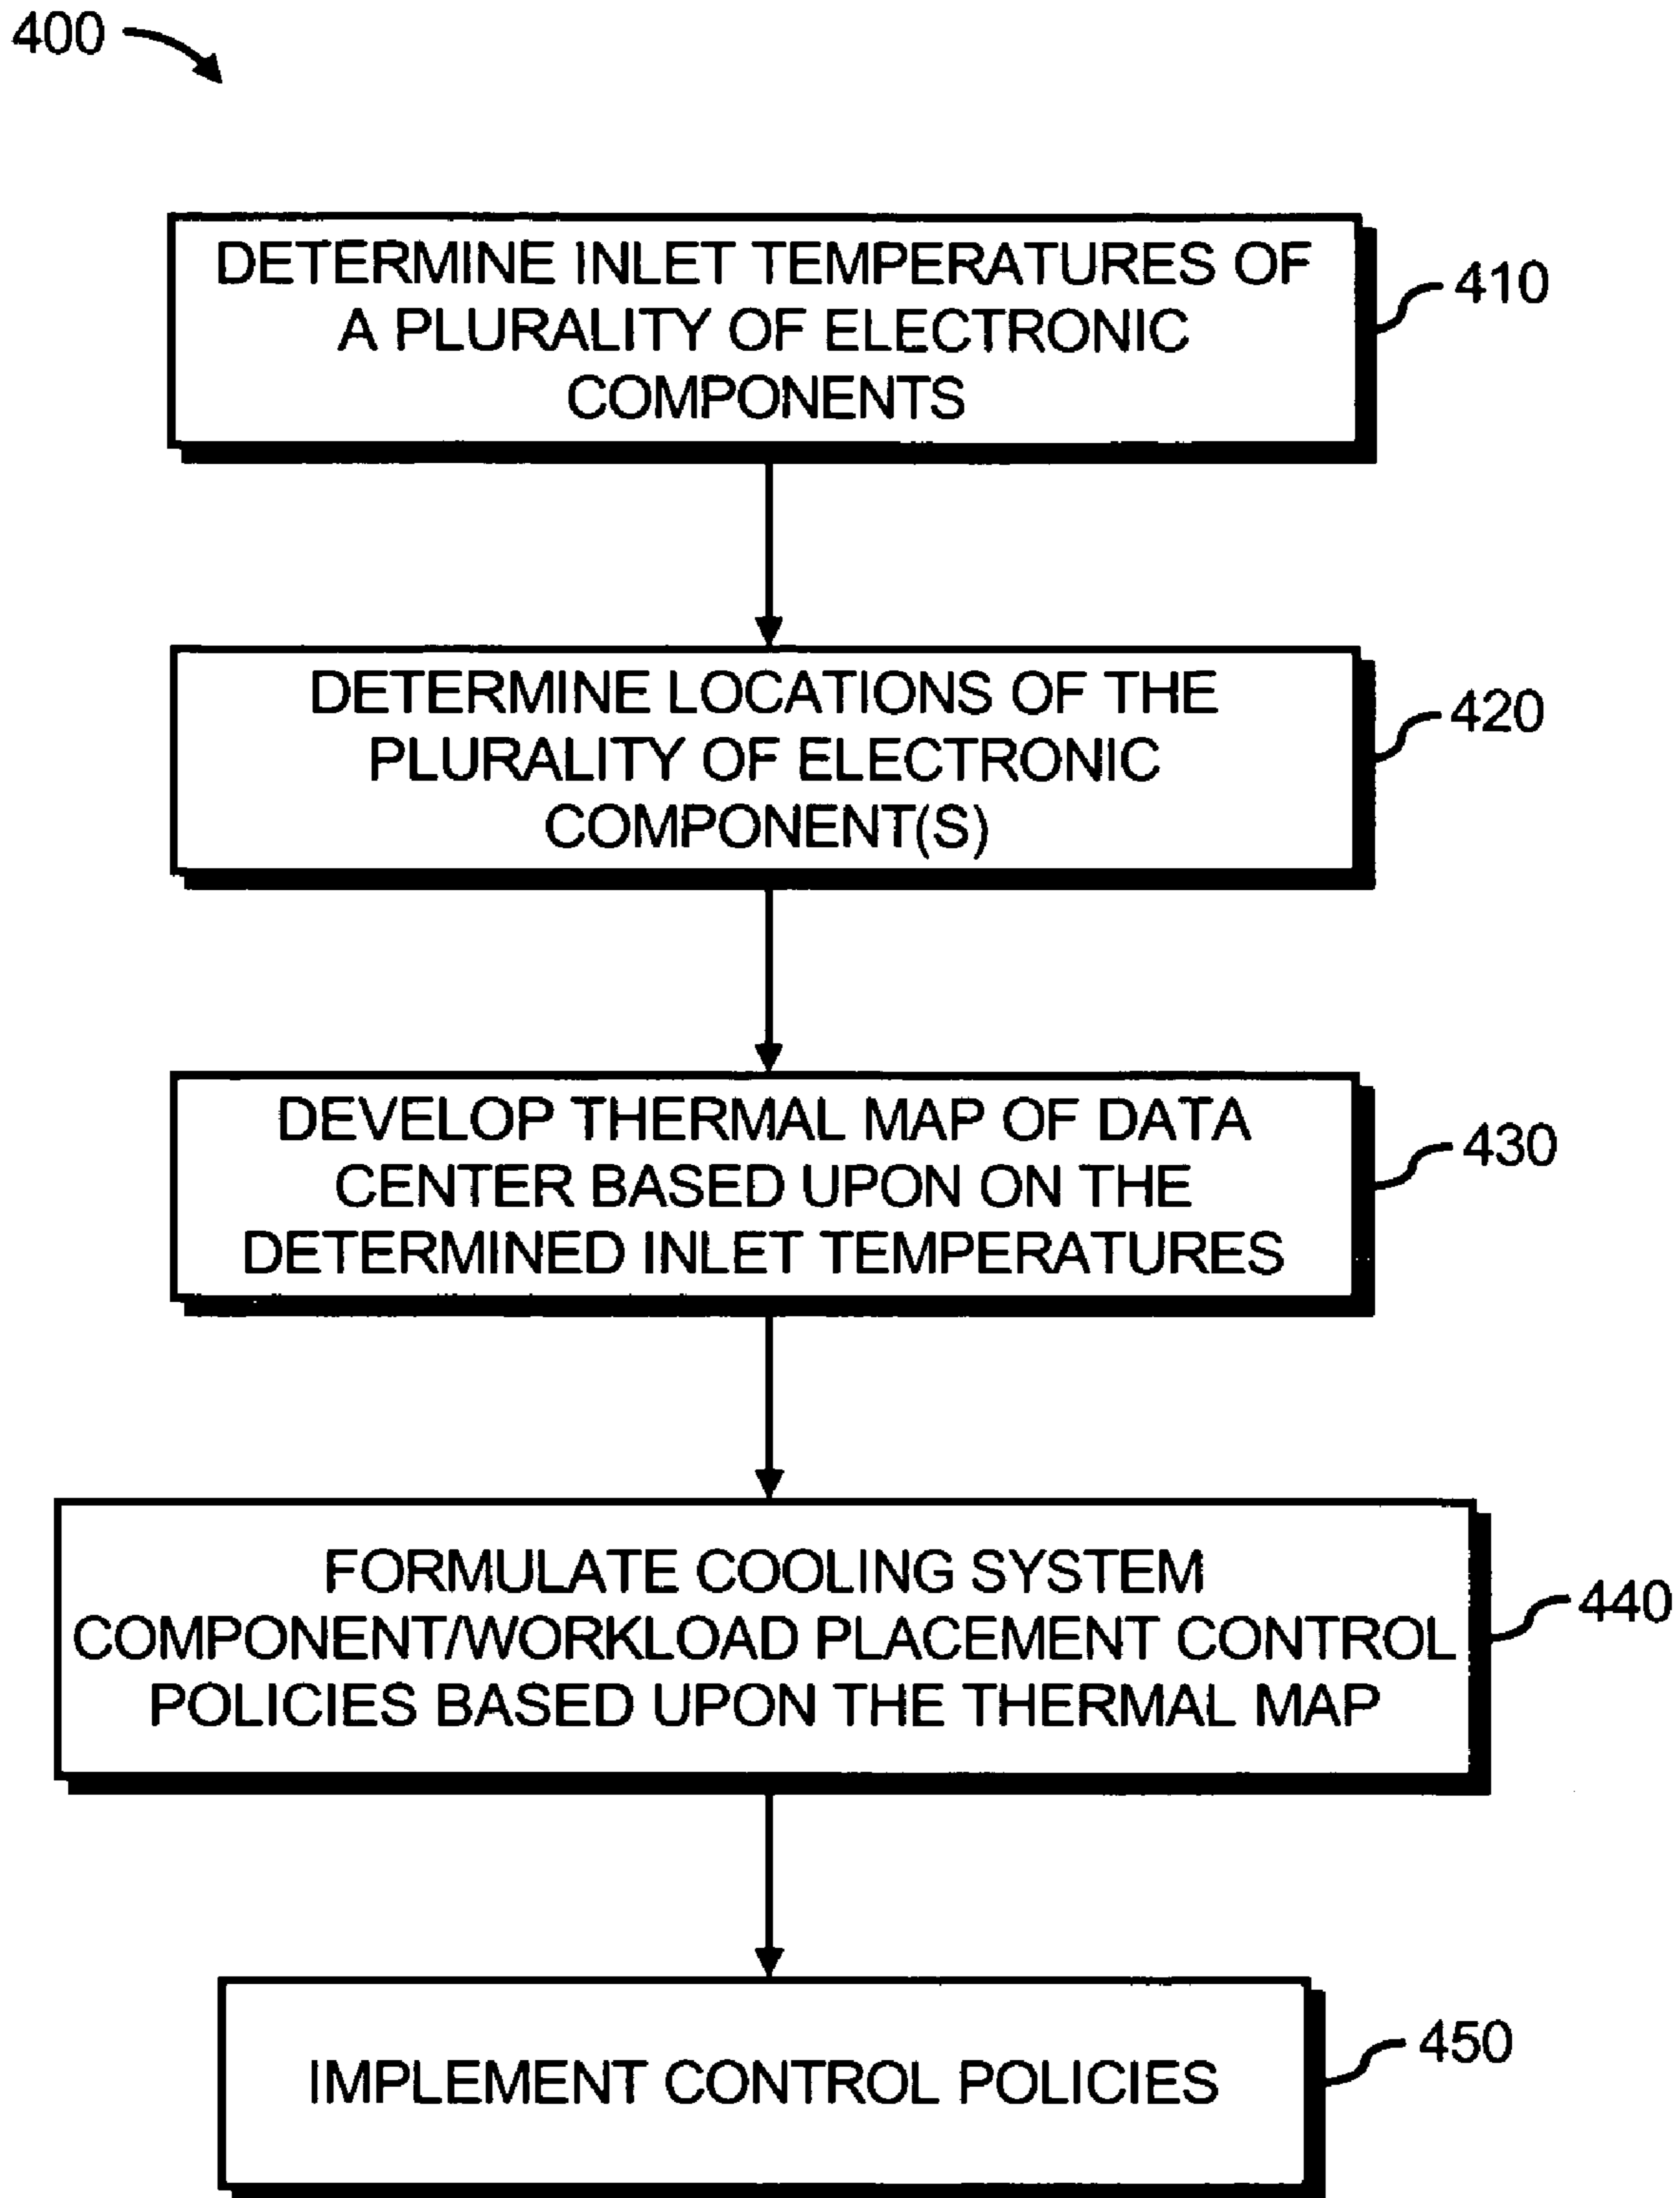 400
DETERMINE INLET TEMPERATURES OF
A PLURALITY OF ELECTRONIC
COMPONENTS
410
DETERMINE LOCATIONS OF THE
PLURALITY OF ELECTRONIC
COMPONENT(S)
420
DEVELOP THERMAL MAP OF DATA
CENTER BASED UPON ON THE
DETERMINED INLET TEMPERATURES
430
FORMULATE COOLING SYSTEM
COMPONENT/WORKLOAD PLACEMENT CONTROL
POLICIES BASED UPON THE THERMAL MAP
440
IMPLEMENT CONTROL POLICIES
450